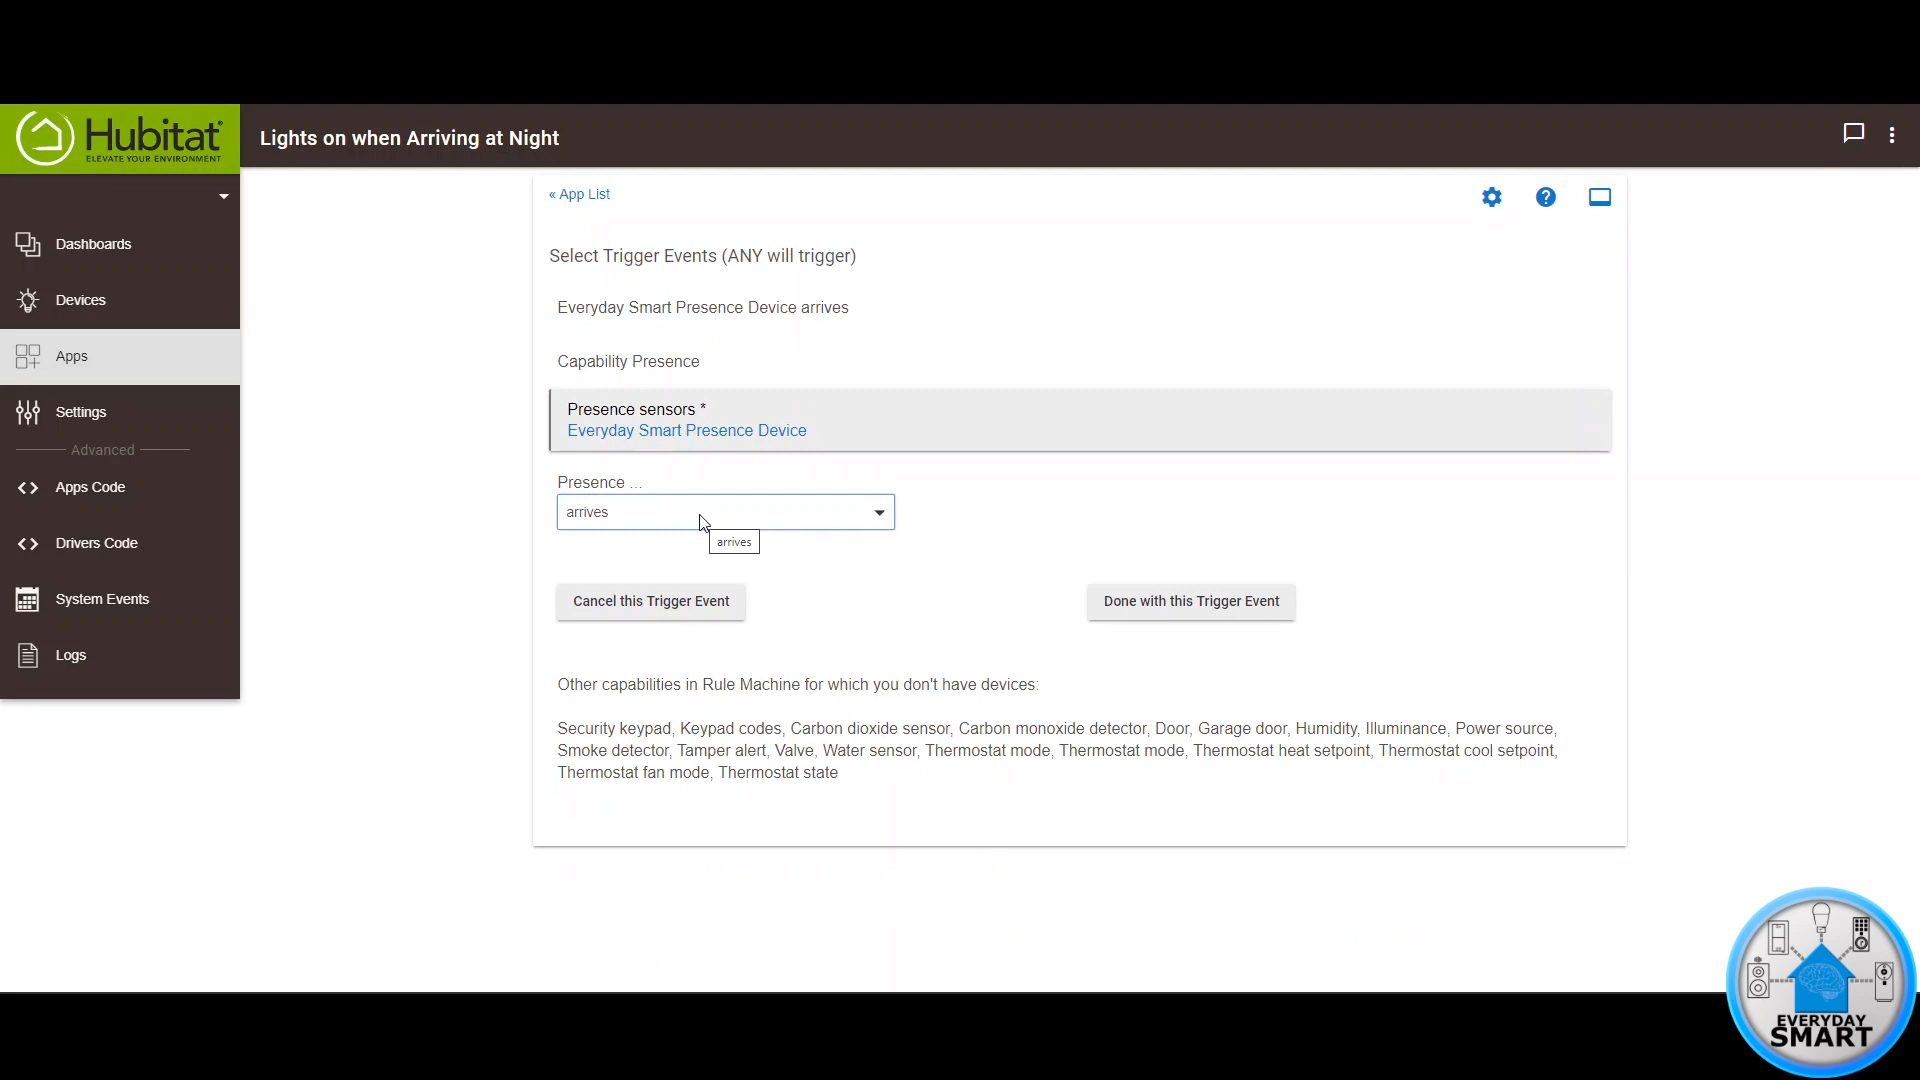 Hubitat®
ELEVATE YOUR ENVIRONMENT
Lights on when Arriving at Night
Dashboards
Devices
Apps
Settings
Advanced
Apps Code
Drivers Code
System Events
Logs
« App List
Select Trigger Events (ANY will trigger)
Everyday Smart Presence Device arrives
Capability Presence
Presence sensors *
Everyday Smart Presence Device
Presence ...
arrives
arrives
Cancel this Trigger Event
Done with this Trigger Event
Other capabilities in Rule Machine for which you don't have devices:
Security keypad, Keypad codes, Carbon dioxide sensor, Carbon monoxide detector, Door, Garage door, Humidity, Illuminance, Power source,
Smoke detector, Tamper alert, Valve, Water sensor, Thermostat mode, Thermostat mode, Thermostat heat setpoint, Thermostat cool setpoint,
Thermostat fan mode, Thermostat state
EVERYDAY
SMART